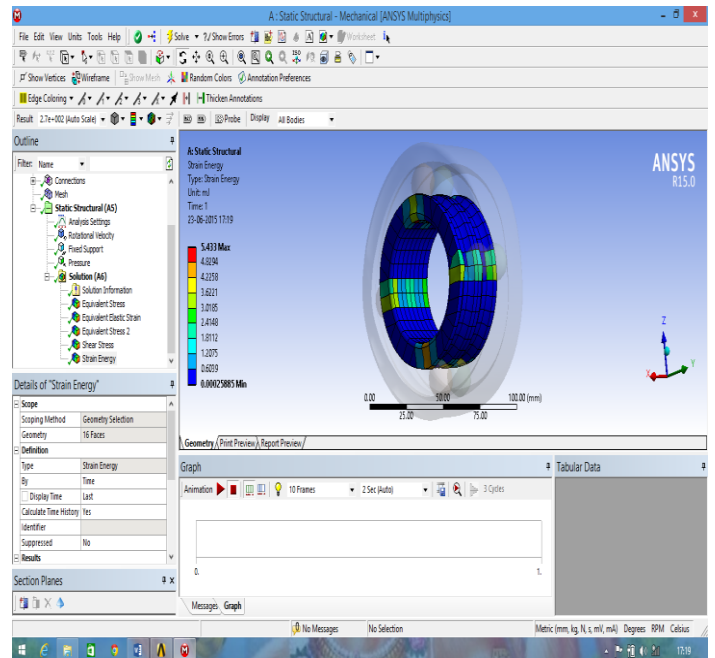 A : Static Structural - Mechanical [ANSYS Multiphysics]
File Edit View Units Tools Help Solve ?/ Show Errors Worksheet
Show Vertices Wireframe Show Mesh Random Colors Annotation Preferences
Edge Coloring Thicken Annotations
Result 2.7e+002 (Auto Scale) Probe Display All Bodies
Outline
Filter: Name
Connections
Mesh
Static Structural (A5)
Analysis Settings
Rotational Velocity
Fixed Support
Pressure
Solution (A6)
Solution Information
Equivalent Stress
Equivalent Elastic Strain
Equivalent Stress 2
Shear Stress
Strain Energy
A: Static Structural
Strain Energy
Type: Strain Energy
Unit: mJ
Time: 1
23-06-2015 17:19
5.433 Max
4.8294
4.2258
3.6221
3.0185
2.4148
1.8112
1.2075
0.6039
0.00025885 Min
ANSYS
R15.0
Z
X
Y
0.00 50.00 100.00 (mm)
25.00 75.00
Geometry Print Preview Report Preview
Details of "Strain Energy"
Scope
Scoping Method Geometry Selection
Geometry 16 Faces
Definition
Type Strain Energy
By Time
Display Time Last
Calculate Time History Yes
Identifier
Suppressed No
Results
Section Planes
Graph
Animation 10 Frames 2 Sec (Auto) 3 Cycles
0. 1.
Messages Graph
Tabular Data
No Messages No Selection Metric (mm, kg, N, s, mV, mA) Degrees RPM Celsius
17:19